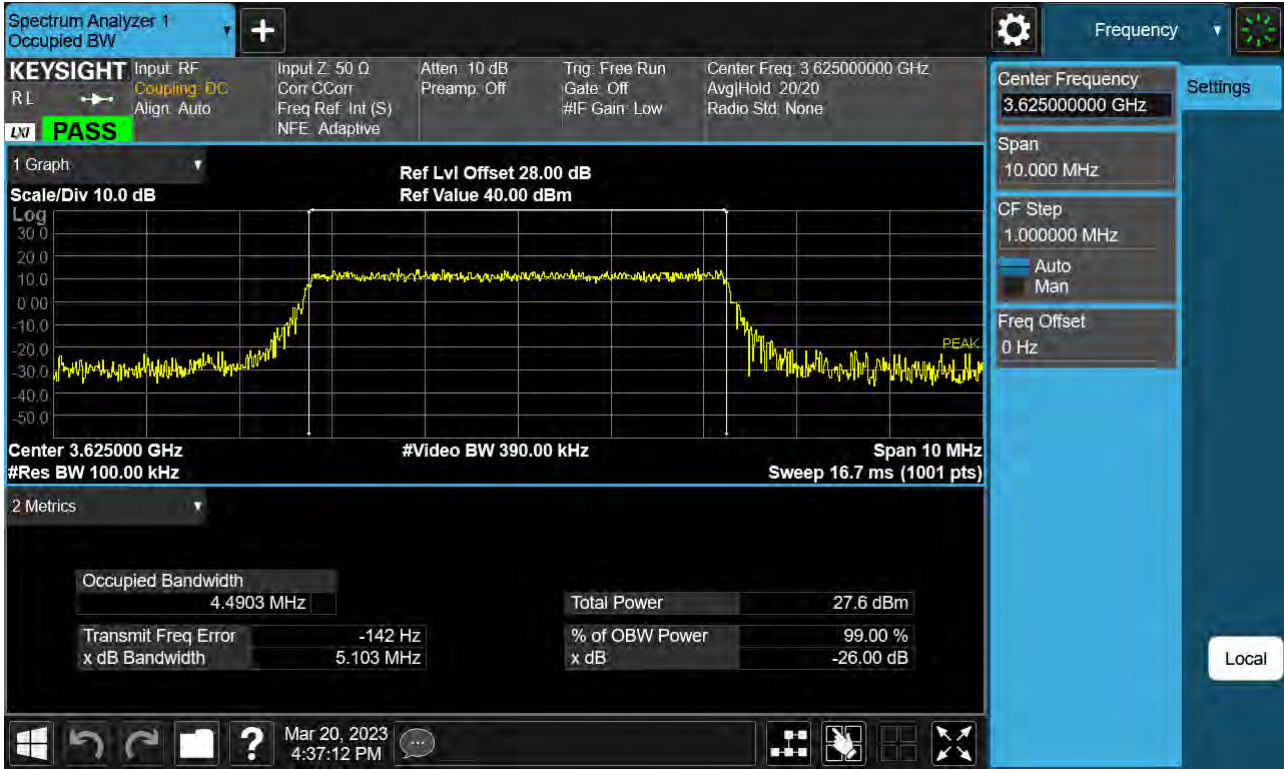 Spectrum Analyzer 1
Occupied BW
+
Frequency
KEYSIGHT
R L
LXI
PASS
Input: RF
Coupling: DC
Align: Auto
Input Z: 50 Ω
Corr CCorr
Freq Ref: Int (S)
NFE: Adaptive
Atten: 10 dB
Preamp: Off
Trig: Free Run
Gate: Off
#IF Gain: Low
Center Freq: 3.625000000 GHz
Avg|Hold: 20/20
Radio Std: None
1 Graph
Scale/Div 10.0 dB
Ref Lvl Offset 28.00 dB
Ref Value 40.00 dBm
Log
30.0
20.0
10.0
0.00
-10.0
-20.0
-30.0
-40.0
-50.0
PEAK
Center 3.625000 GHz
#Video BW 390.00 kHz
Span 10 MHz
#Res BW 100.00 kHz
Sweep 16.7 ms (1001 pts)
2 Metrics
Occupied Bandwidth
4.4903 MHz
Transmit Freq Error -142 Hz
x dB Bandwidth 5.103 MHz
Total Power 27.6 dBm
% of OBW Power 99.00 %
x dB -26.00 dB
Center Frequency
3.625000000 GHz
Settings
Span
10.000 MHz
CF Step
1.000000 MHz
Auto
Man
Freq Offset
0 Hz
Local
?
Mar 20, 2023
4:37:12 PM